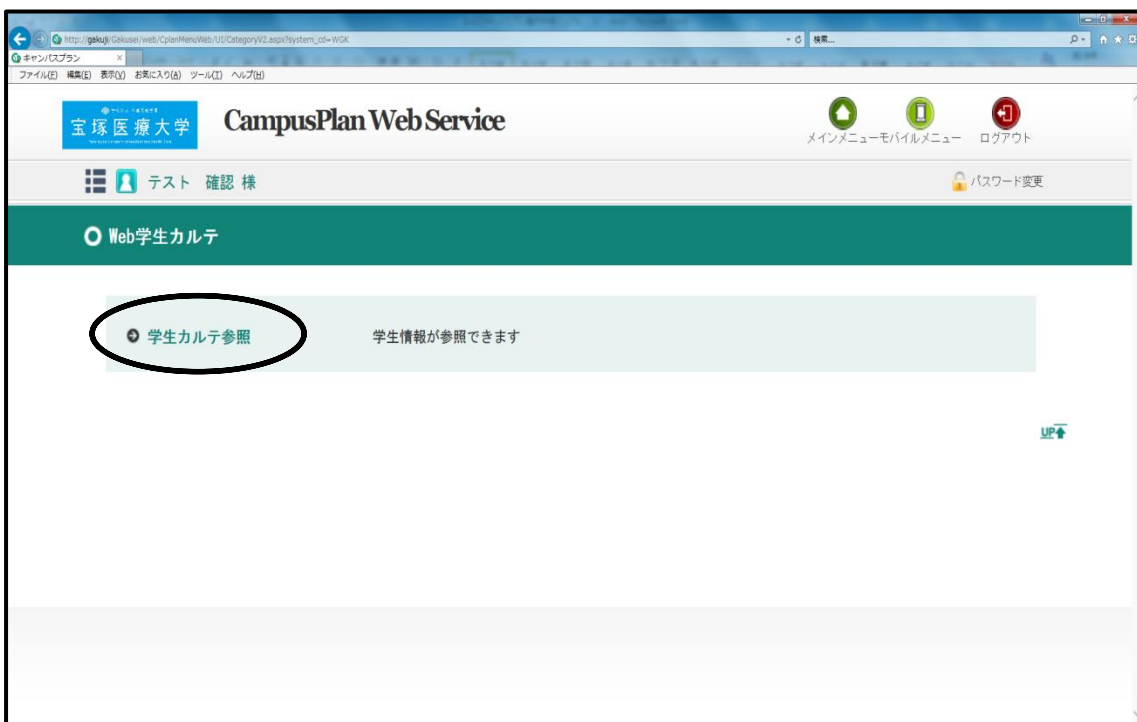 http://gakuji/Gakusei/web/CplanMenuWeb/UI/CategoryV2.aspx?system_cd=WGK
検索...
キャンパスプラン
ファイル(F) 編集(E) 表示(V) お気に入り(A) ツール(T) ヘルプ(H)
宝塚医療大学
CampusPlan Web Service
メインメニュー モバイルメニュー ログアウト
テスト 確認 様
パスワード変更
Web学生カルテ
学生カルテ参照 学生情報が参照できます
UP